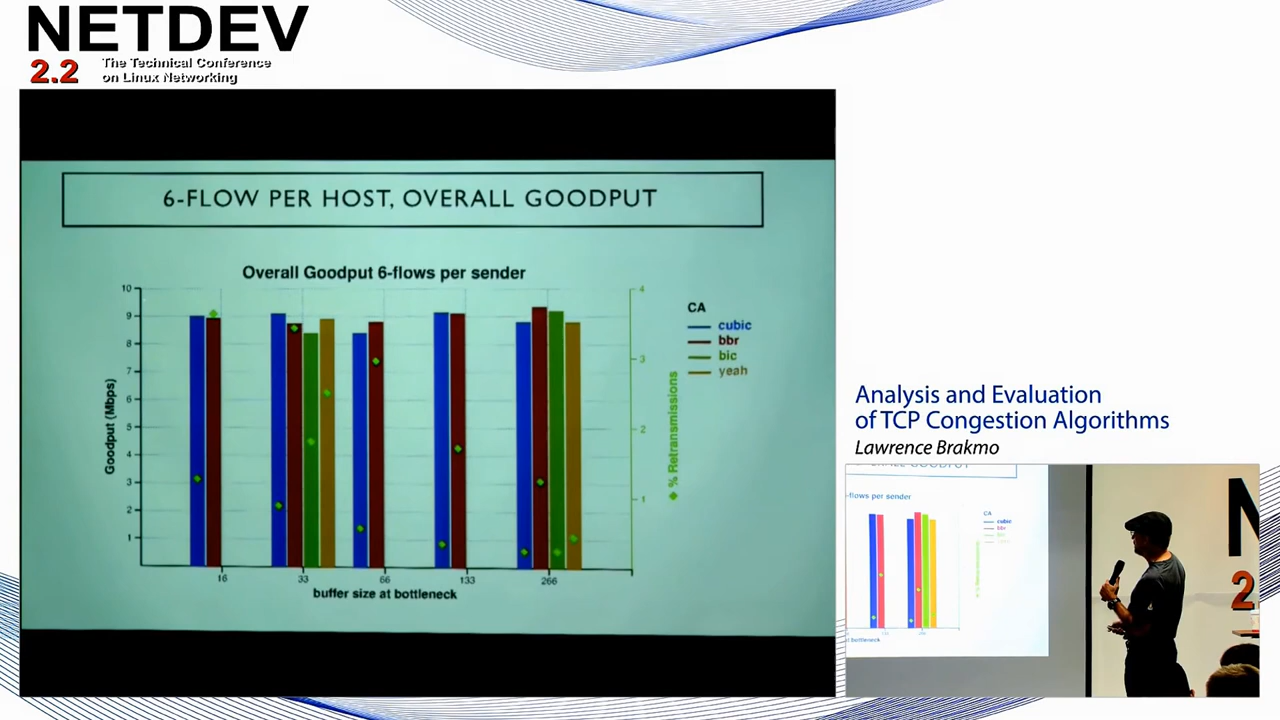 NETDEV
2.2
The Technical Conference
on Linux Networking
6-FLOW PER HOST, OVERALL GOODPUT
Overall Goodput 6-flows per sender
10
9
8
7
6
5
4
3
2
1
Goodput (Mbps)
16
33
66
133
266
buffer size at bottleneck
4
3
2
1
% Retransmissions
CA
cubic
bbr
bic
yeah
Analysis and Evaluation
of TCP Congestion Algorithms
Lawrence Brakmo
-flows per sender
CA
cubic
bbr
N
2